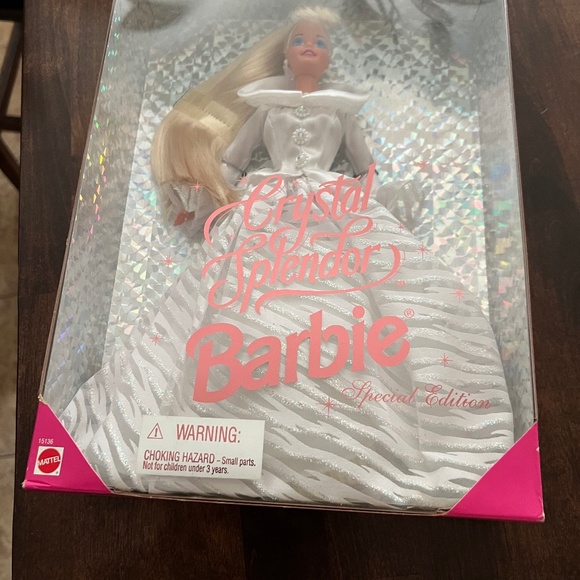 Crystal
Splendor
Barbie®
Special Edition
WARNING:
CHOKING HAZARD – Small parts.
Not for children under 3 years.
15136
MATTEL